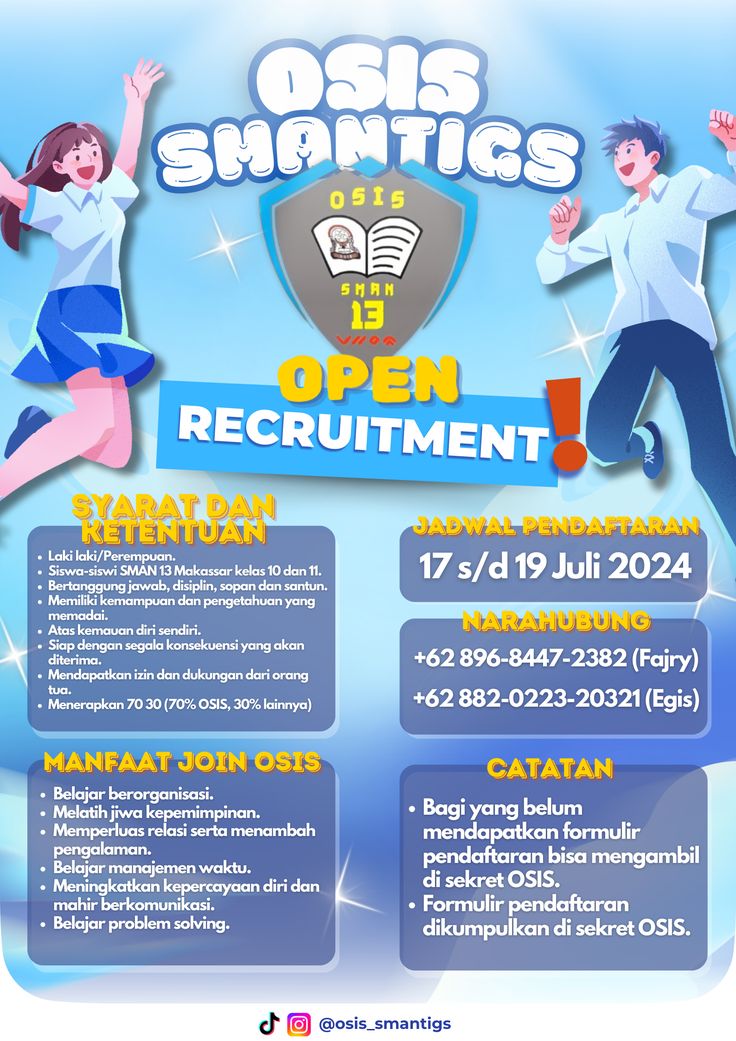 OSIS
SMANTIGS
OSIS
SMAN
13
OPEN
RECRUITMENT!
SYARAT DAN
KETENTUAN
• Laki laki/Perempuan.
• Siswa-siswi SMAN 13 Makassar kelas 10 dan 11.
• Bertanggung jawab, disiplin, sopan dan santun.
• Memiliki kemampuan dan pengetahuan yang
memadai.
• Atas kemauan diri sendiri.
• Siap dengan segala konsekuensi yang akan
diterima.
• Mendapatkan izin dan dukungan dari orang
tua.
• Menerapkan 70 30 (70% OSIS, 30% lainnya)
JADWAL PENDAFTARAN
17 s/d 19 Juli 2024
NARAHUBUNG
+62 896-8447-2382 (Fajry)
+62 882-0223-20321 (Egis)
MANFAAT JOIN OSIS
• Belajar berorganisasi.
• Melatih jiwa kepemimpinan.
• Memperluas relasi serta menambah
pengalaman.
• Belajar manajemen waktu.
• Meningkatkan kepercayaan diri dan
mahir berkomunikasi.
• Belajar problem solving.
CATATAN
• Bagi yang belum
mendapatkan formulir
pendaftaran bisa mengambil
di sekret OSIS.
• Formulir pendaftaran
dikumpulkan di sekret OSIS.
@osis_smantigs